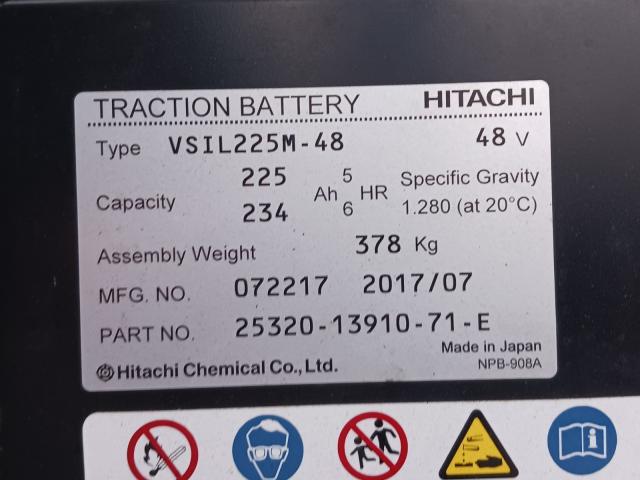 TRACTION BATTERY HITACHI
Type VSIL225M-48 48 V
Capacity 225 Ah 5 HR Specific Gravity
234 6 1.280 (at 20°C)
Assembly Weight 378 Kg
MFG. NO. 072217 2017/07
PART NO. 25320-13910-71-E
Made in Japan
Hitachi Chemical Co., Ltd. NPB-908A